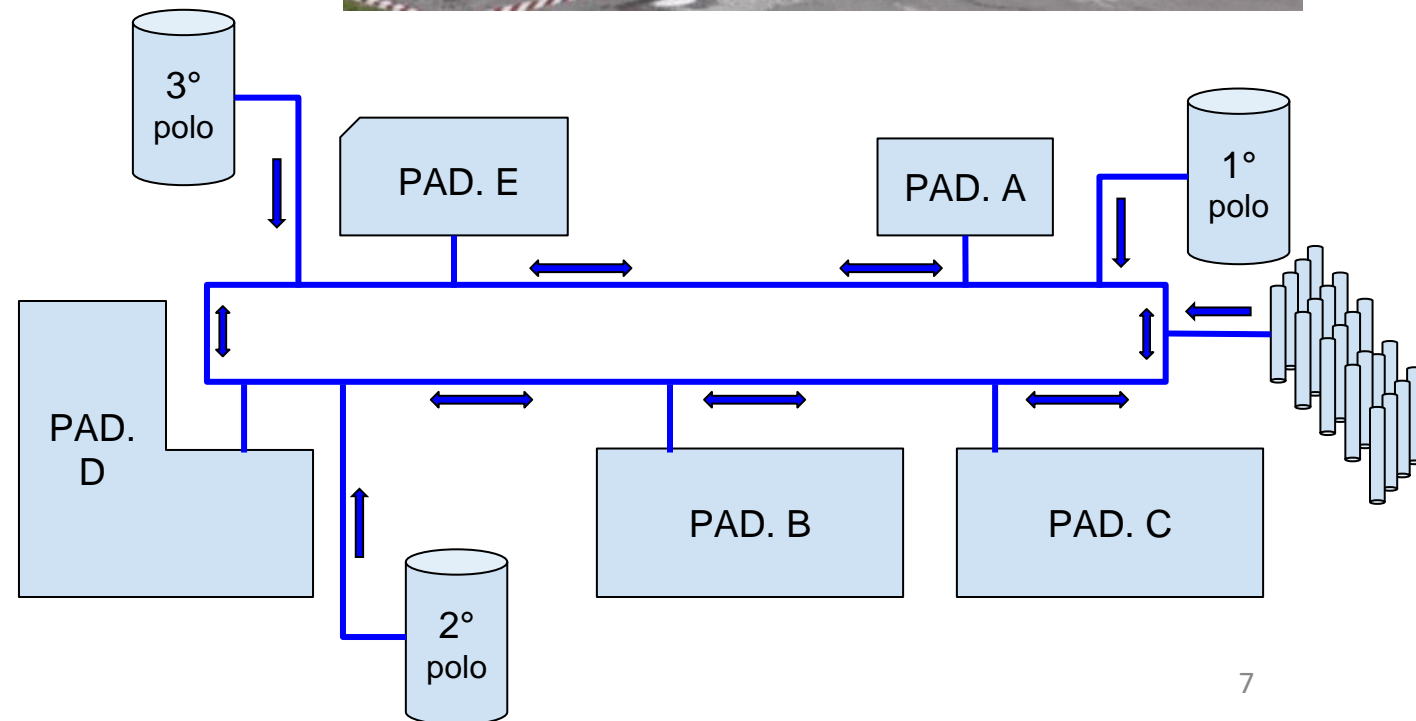 3°
polo
PAD. E
PAD. A
1°
polo
PAD.
D
PAD. B
PAD. C
2°
polo
7